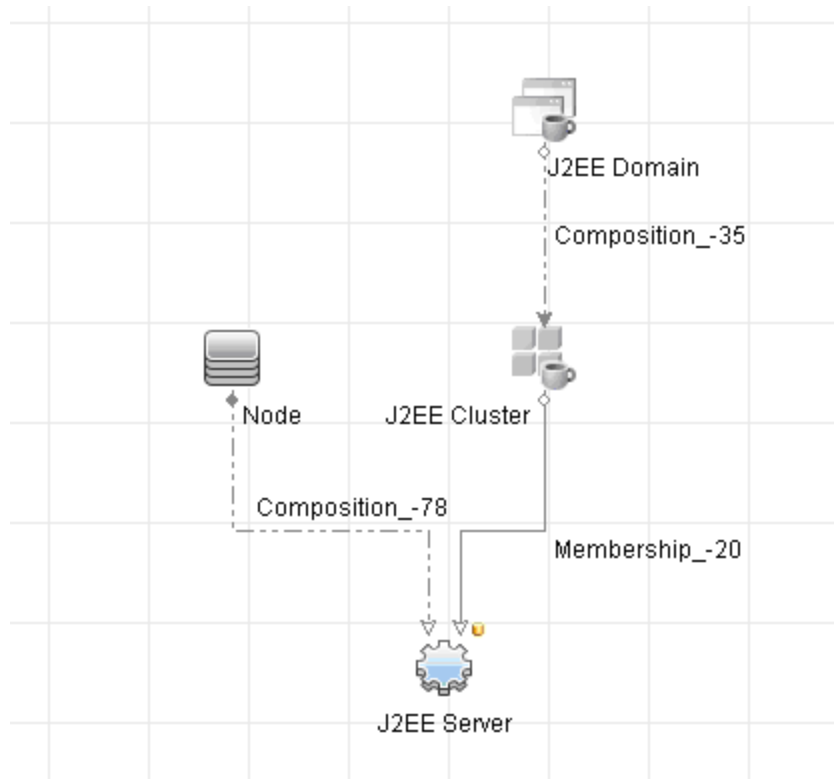 J2EE Domain
Composition_-35
Node
J2EE Cluster
Composition_-78
Membership_-20
J2EE Server